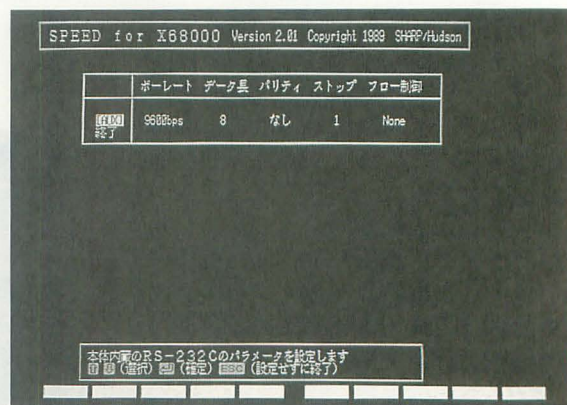 SPEED for X68000 Version 2.01 Copyright 1989 SHARP/Hudson
ボーレート データ長 パリティ ストップ フロー制御
[AUX] 9600bps 8 なし 1 None
終了
本体内蔵のRS-232Cのパラメータを設定します
↑ ↓ (選択) ↵ (確定) ESC (設定せずに終了)